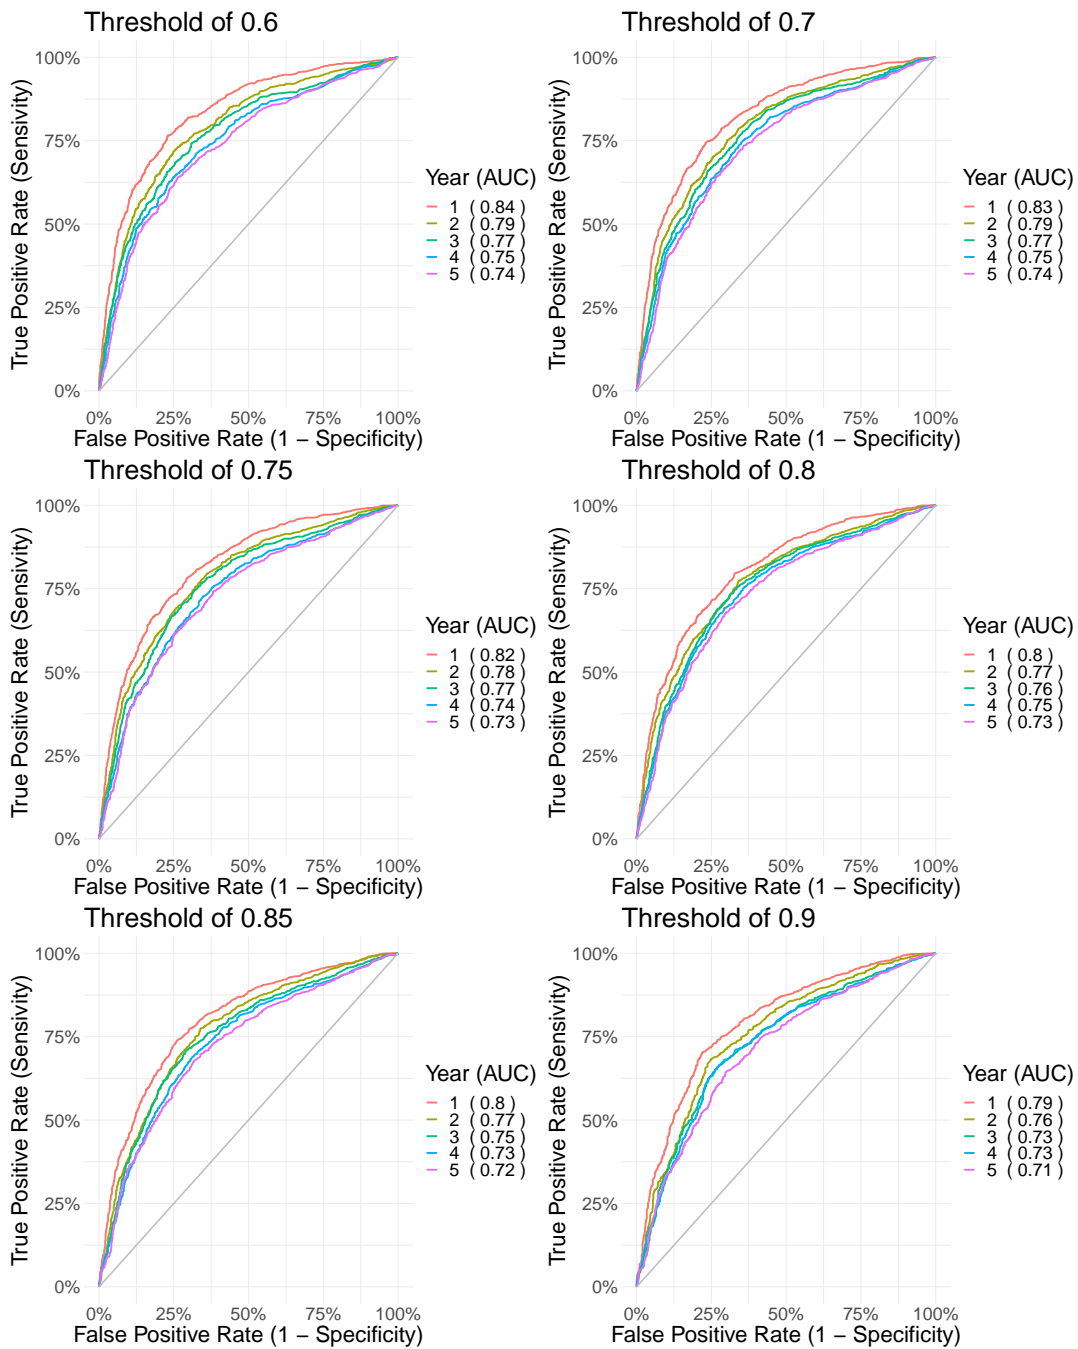 Threshold of 0.6
True Positive Rate (Sensivity)
100%
75%
50%
25%
0%
0% 25% 50% 75% 100%
False Positive Rate (1 − Specificity)
Year (AUC)
1 ( 0.84 )
2 ( 0.79 )
3 ( 0.77 )
4 ( 0.75 )
5 ( 0.74 )
Threshold of 0.7
True Positive Rate (Sensivity)
100%
75%
50%
25%
0%
0% 25% 50% 75% 100%
False Positive Rate (1 − Specificity)
Year (AUC)
1 ( 0.83 )
2 ( 0.79 )
3 ( 0.77 )
4 ( 0.75 )
5 ( 0.74 )
Threshold of 0.75
True Positive Rate (Sensivity)
100%
75%
50%
25%
0%
0% 25% 50% 75% 100%
False Positive Rate (1 − Specificity)
Year (AUC)
1 ( 0.82 )
2 ( 0.78 )
3 ( 0.77 )
4 ( 0.74 )
5 ( 0.73 )
Threshold of 0.8
True Positive Rate (Sensivity)
100%
75%
50%
25%
0%
0% 25% 50% 75% 100%
False Positive Rate (1 − Specificity)
Year (AUC)
1 ( 0.8 )
2 ( 0.77 )
3 ( 0.76 )
4 ( 0.75 )
5 ( 0.73 )
Threshold of 0.85
True Positive Rate (Sensivity)
100%
75%
50%
25%
0%
0% 25% 50% 75% 100%
False Positive Rate (1 − Specificity)
Year (AUC)
1 ( 0.8 )
2 ( 0.77 )
3 ( 0.75 )
4 ( 0.73 )
5 ( 0.72 )
Threshold of 0.9
True Positive Rate (Sensivity)
100%
75%
50%
25%
0%
0% 25% 50% 75% 100%
False Positive Rate (1 − Specificity)
Year (AUC)
1 ( 0.79 )
2 ( 0.76 )
3 ( 0.73 )
4 ( 0.73 )
5 ( 0.71 )